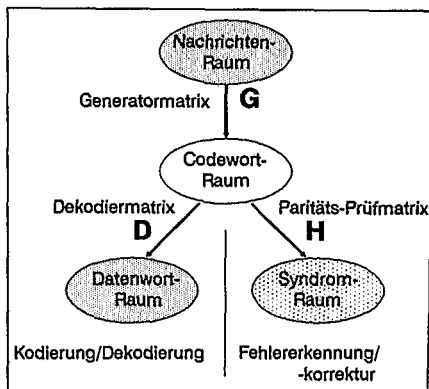 Nachrichten-
Raum
Generatormatrix G
Codewort-
Raum
Dekodiermatrix
D
Paritäts-Prüfmatrix
H
Datenwort-
Raum
Syndrom-
Raum
Kodierung/Dekodierung
Fehlererkennung/
-korrektur